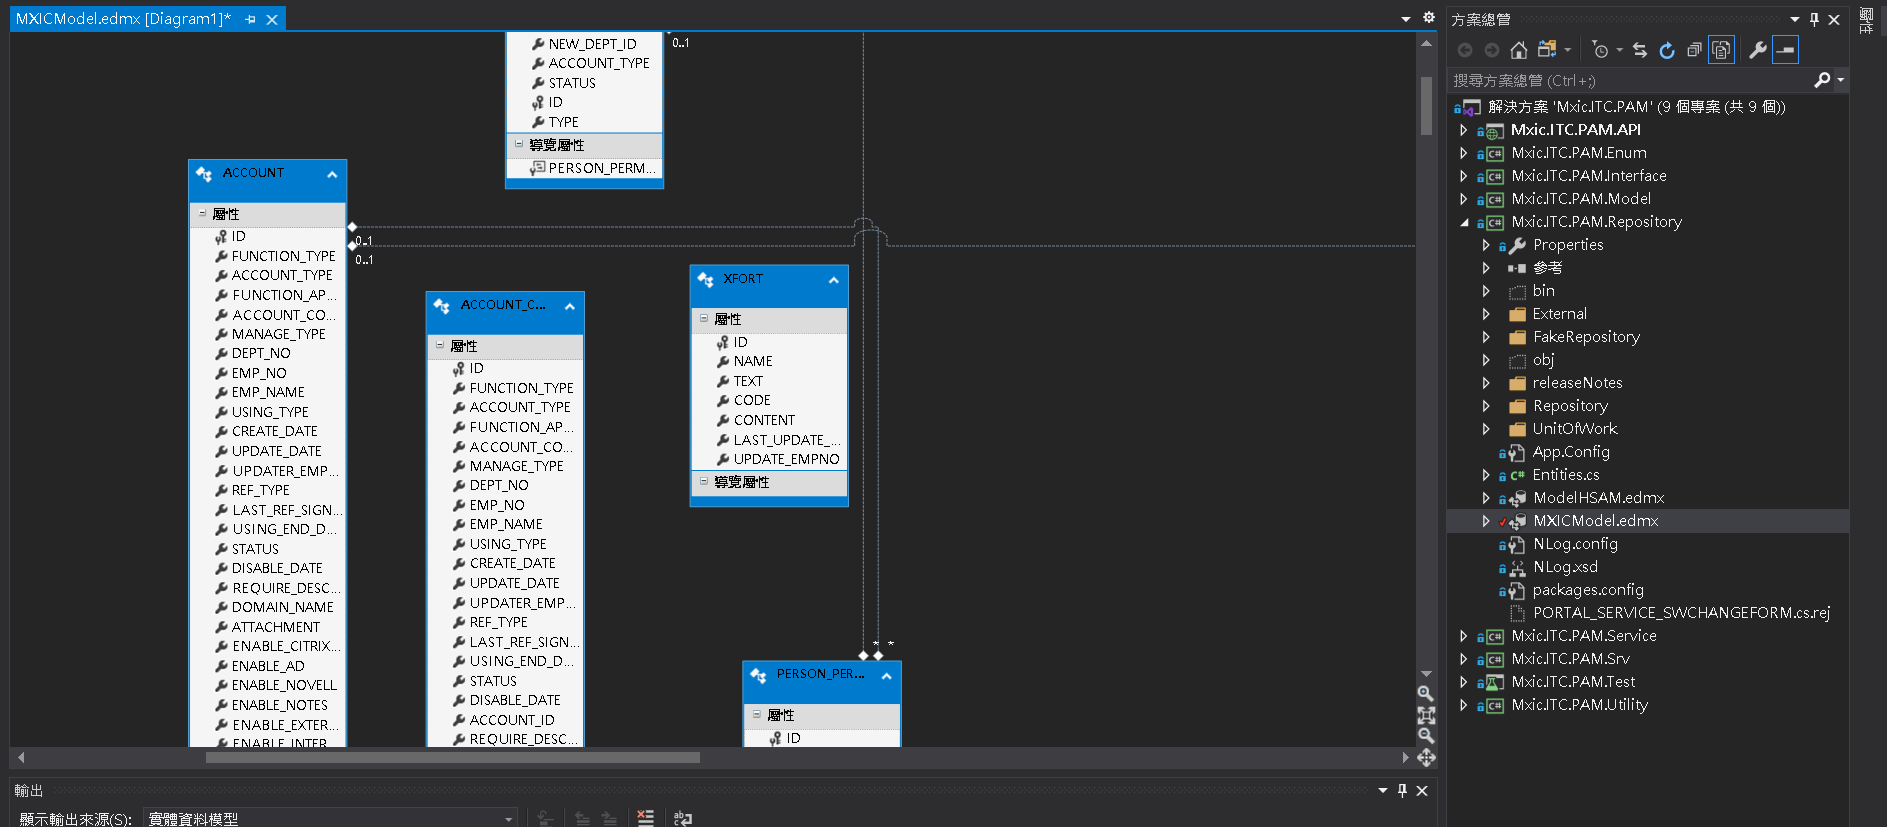 MXICModel.edmx [Diagram1]*
NEW_DEPT_ID
ACCOUNT_TYPE
STATUS
ID
TYPE
導覽屬性
PERSON_PERM...
0..1
ACCOUNT
屬性
ID
FUNCTION_TYPE
ACCOUNT_TYPE
FUNCTION_AP...
ACCOUNT_CO...
MANAGE_TYPE
DEPT_NO
EMP_NO
EMP_NAME
USING_TYPE
CREATE_DATE
UPDATE_DATE
UPDATER_EMP...
REF_TYPE
LAST_REF_SIGN...
USING_END_D...
STATUS
DISABLE_DATE
REQUIRE_DESC...
DOMAIN_NAME
ATTACHMENT
ENABLE_CITRIX...
ENABLE_AD
ENABLE_NOVELL
ENABLE_NOTES
ENABLE_EXTER...
ENABLE_INTER
0..1
0..1
ACCOUNT_C...
屬性
ID
FUNCTION_TYPE
ACCOUNT_TYPE
FUNCTION_AP...
ACCOUNT_CO...
MANAGE_TYPE
DEPT_NO
EMP_NO
EMP_NAME
USING_TYPE
CREATE_DATE
UPDATE_DATE
UPDATER_EMP...
REF_TYPE
LAST_REF_SIGN...
USING_END_D...
STATUS
DISABLE_DATE
ACCOUNT_ID
REQUIRE_DESC...
XFORT
屬性
ID
NAME
TEXT
CODE
CONTENT
LAST_UPDATE_...
UPDATE_EMPNO
導覽屬性
* *
PERSON_PER...
屬性
ID
輸出
顯示輸出來源(S): 實體資料模型
方案總管
搜尋方案總管 (Ctrl+;)
解決方案 'Mxic.ITC.PAM' (9 個專案 (共 9 個))
Mxic.ITC.PAM.API
Mxic.ITC.PAM.Enum
Mxic.ITC.PAM.Interface
Mxic.ITC.PAM.Model
Mxic.ITC.PAM.Repository
Properties
參考
bin
External
FakeRepository
obj
releaseNotes
Repository
UnitOfWork
App.Config
Entities.cs
ModelHSAM.edmx
MXICModel.edmx
NLog.config
NLog.xsd
packages.config
PORTAL_SERVICE_SWCHANGEFORM.cs.rej
Mxic.ITC.PAM.Service
Mxic.ITC.PAM.Srv
Mxic.ITC.PAM.Test
Mxic.ITC.PAM.Utility
屬性